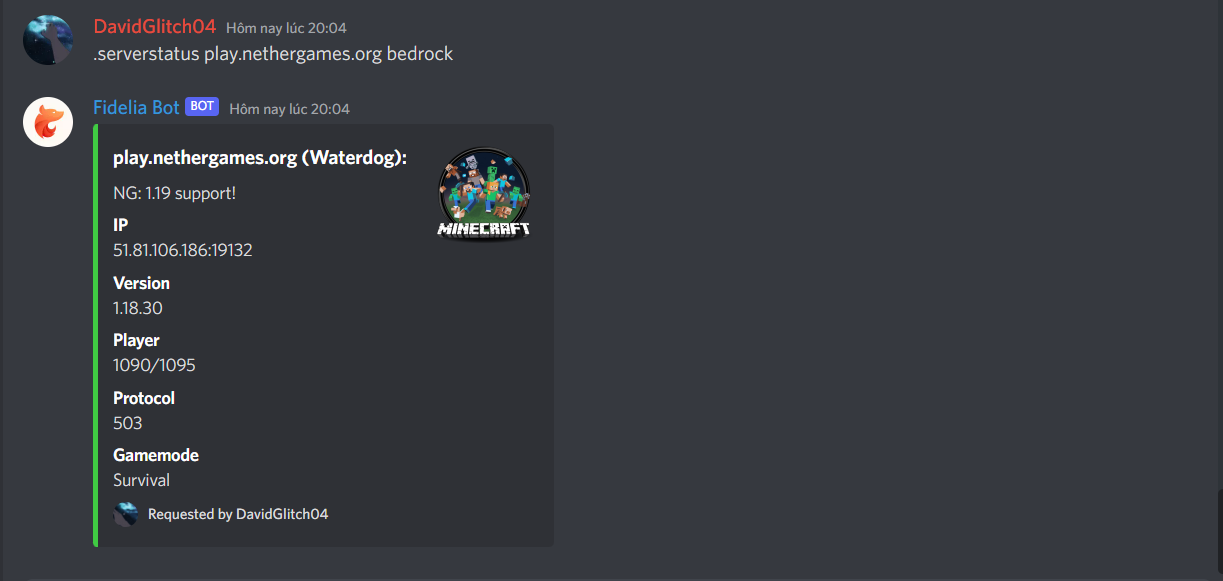 DavidGlitch04 Hôm nay lúc 20:04
.serverstatus play.nethergames.org bedrock
Fidelia Bot BOT Hôm nay lúc 20:04
play.nethergames.org (Waterdog):
MINECRAFT
NG: 1.19 support!
IP
51.81.106.186:19132
Version
1.18.30
Player
1090/1095
Protocol
503
Gamemode
Survival
Requested by DavidGlitch04